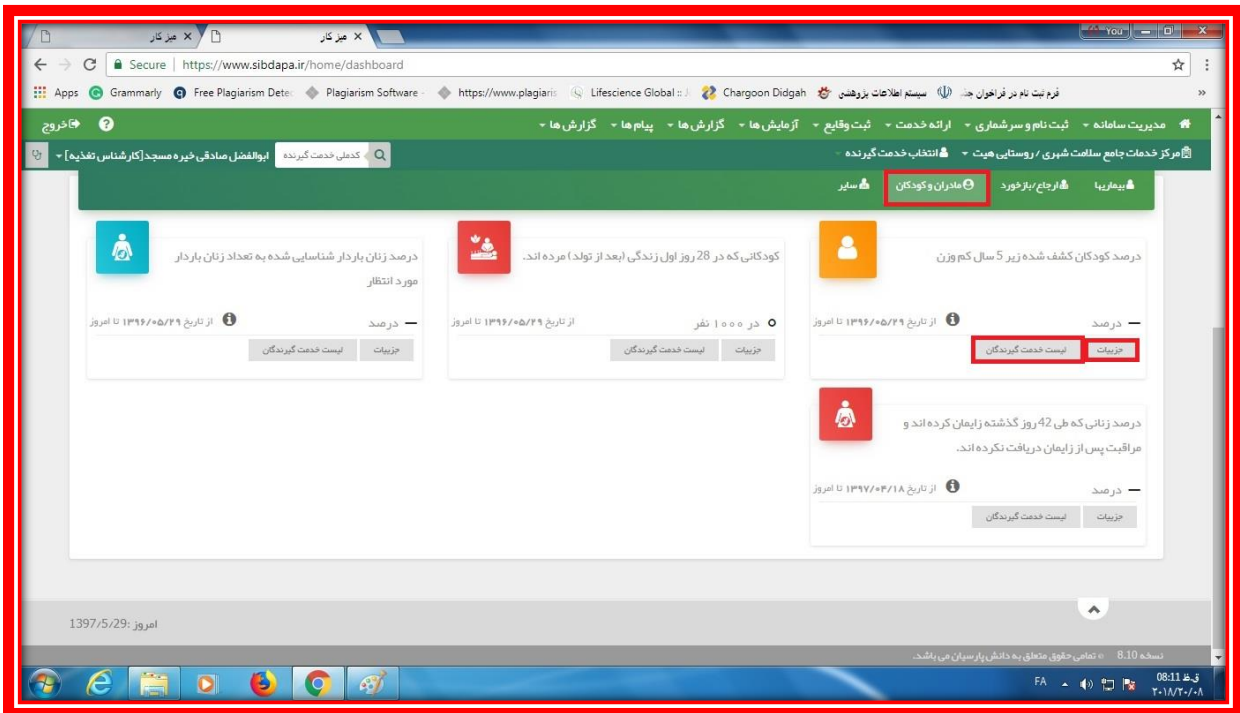 میز کار
میز کار
You
Secure | https://www.sibdapa.ir/home/dashboard
Apps Grammarly Free Plagiarism Dete Plagiarism Software - https://www.plagiaris Lifescience Global :: J Chargoon Didgah سیستم اطلاعات پژوهشی فرم ثبت نام در فراخوان جذ »
مدیریت سامانه ثبت نام و سرشماری ارائه خدمت ثبت وقایع آزمایش ها گزارش ها پیام ها گزارش ها ? خروج
مرکز خدمات جامع سلامت شهری / روستایی هیت انتخاب خدمت گیرنده کدملی خدمت گیرنده ابوالفضل صادقی خیره مسجد[کارشناس تغذیه]
بیماریها ارجاع/بازخورد مادران و کودکان سایر
درصد کودکان کشف شده زیر 5 سال کم وزن
— درصد
از تاریخ ۱۳۹۶/۰۵/۲۹ تا امروز
جزییات لیست خدمت گیرندگان
کودکانی که در 28 روز اول زندگی (بعد از تولد) مرده اند.
۰ در ۱۰۰۰ نفر
از تاریخ ۱۳۹۶/۰۵/۲۹ تا امروز
جزییات لیست خدمت گیرندگان
درصد زنان باردار شناسایی شده به تعداد زنان باردار
مورد انتظار
— درصد
از تاریخ ۱۳۹۶/۰۵/۲۹ تا امروز
جزییات لیست خدمت گیرندگان
درصد زنانی که طی 42 روز گذشته زایمان کرده اند و
مراقبت پس از زایمان دریافت نکرده اند.
— درصد
از تاریخ ۱۳۹۷/۰۴/۱۸ تا امروز
جزییات لیست خدمت گیرندگان
امروز :1397/5/29
نسخه 8.10 © تمامی حقوق متعلق به دانش پارسیان می باشد.
FA
08:11 ق.ظ
۲۰۱۸/۲۰/۰۸